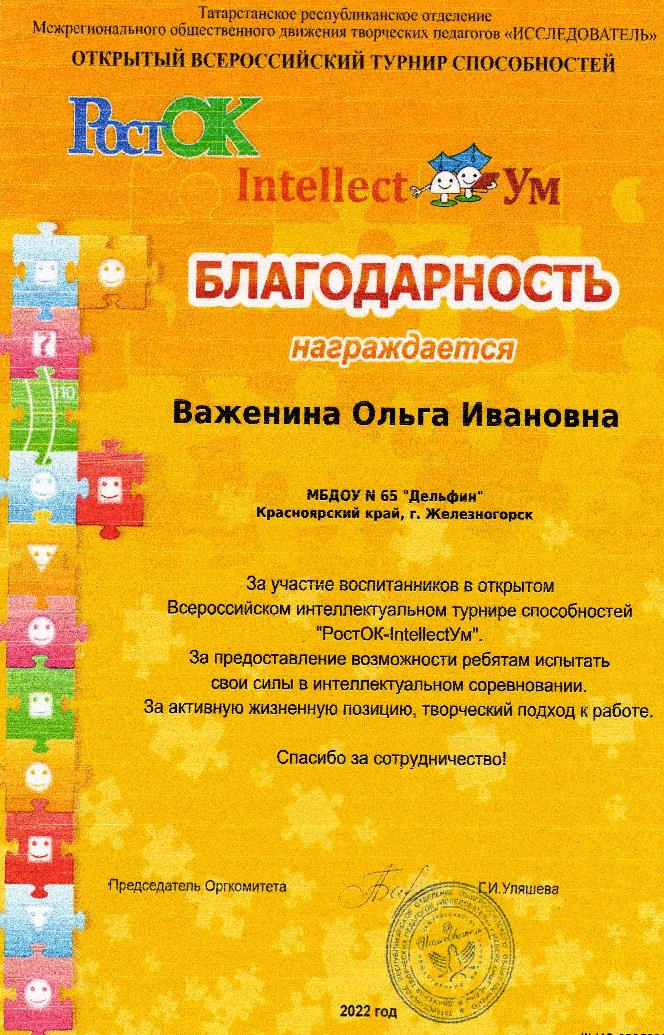 Татарстанское республиканское отделение
Межрегионального общественного движения творческих педагогов «ИССЛЕДОВАТЕЛЬ»
ОТКРЫТЫЙ ВСЕРОССИЙСКИЙ ТУРНИР СПОСОБНОСТЕЙ
РостОК
Intellect Ум
БЛАГОДАРНОСТЬ
награждается
Важенина Ольга Ивановна
МБДОУ N 65 "Дельфин"
Красноярский край, г. Железногорск
За участие воспитанников в открытом
Всероссийском интеллектуальном турнире способностей
"РостОК-IntellectУм".
За предоставление возможности ребятам испытать
свои силы в интеллектуальном соревновании.
За активную жизненную позицию, творческий подход к работе.
Спасибо за сотрудничество!
Председатель Оргкомитета Г.И.Уляшева
2022 год